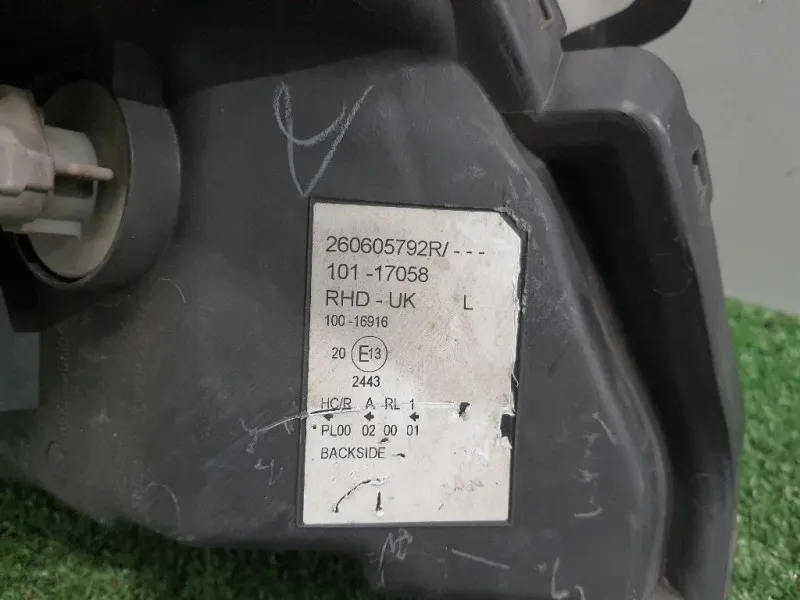 260605792R/ - - -
101 -17058
RHD - UK L
100 -16916
20 E13
2443
HC/R A RL 1
PL00 02 00 01
BACKSIDE